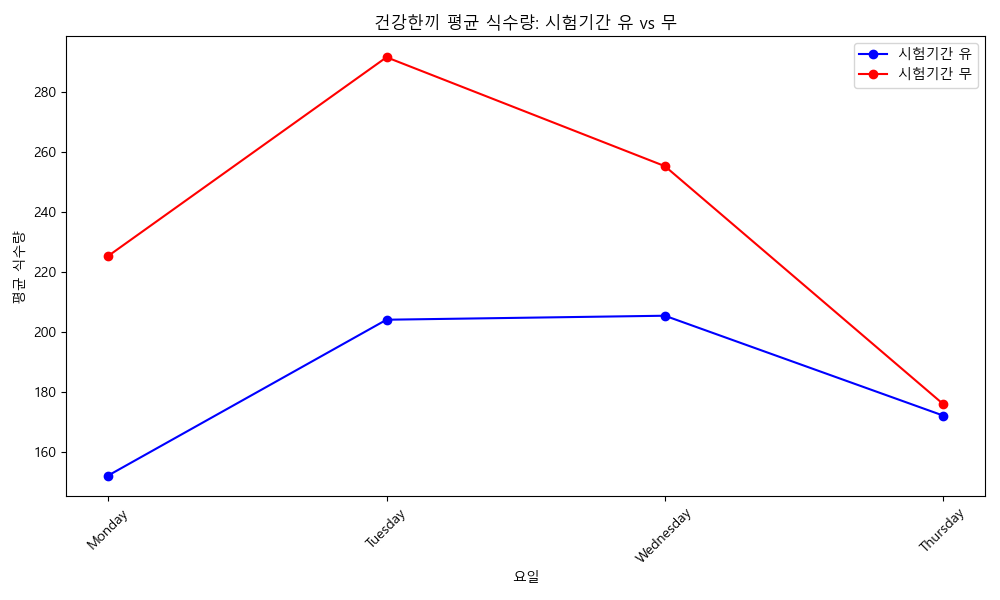 건강한끼 평균 식수량: 시험기간 유 vs 무
시험기간 유
시험기간 무
평균 식수량
280
260
240
220
200
180
160
Monday
Tuesday
Wednesday
Thursday
요일